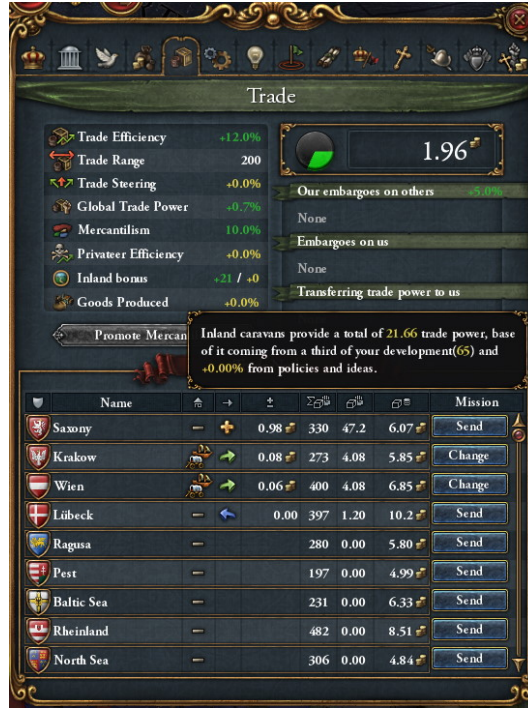 Trade
Trade Efficiency +12.0%
Trade Range 200
Trade Steering +0.0%
Global Trade Power +0.7%
Mercantilism 10.0%
Privateer Efficiency +0.0%
Inland bonus +21 / +0
Goods Produced +0.0%
Promote Mercan
1.96
Our embargoes on others +5.0%
None
Embargoes on us
None
Transferring trade power to us
Inland caravans provide a total of 21.66 trade power, base
of it coming from a third of your development(65) and
+0.00% from policies and ideas.
Name ± Σ Mission
Saxony 0.98 330 47.2 6.07 Send
Krakow 0.08 273 4.08 5.85 Change
Wien 0.06 400 4.08 6.85 Change
Lübeck 0.00 397 1.20 10.2 Send
Ragusa 280 0.00 5.80 Send
Pest 197 0.00 4.99 Send
Baltic Sea 231 0.00 6.33 Send
Rheinland 482 0.00 8.51 Send
North Sea 306 0.00 4.84 Send